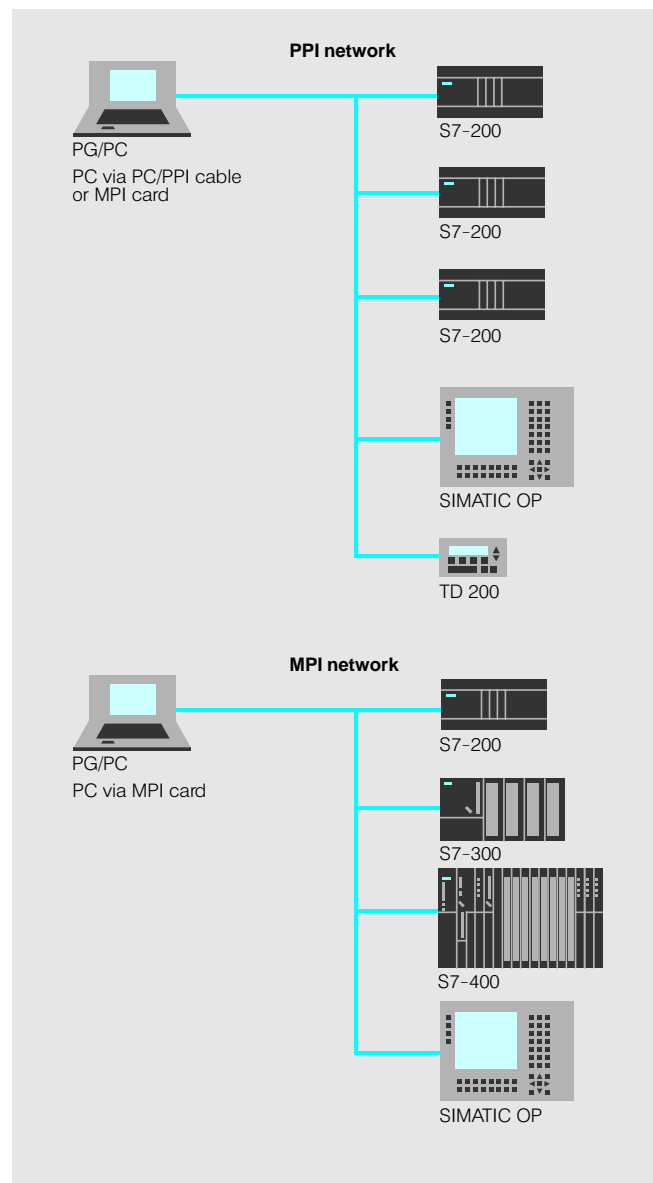 PPI network
PG/PC
PC via PC/PPI cable
or MPI card
S7-200
S7-200
S7-200
SIMATIC OP
TD 200
MPI network
PG/PC
PC via MPI card
S7-200
S7-300
S7-400
SIMATIC OP